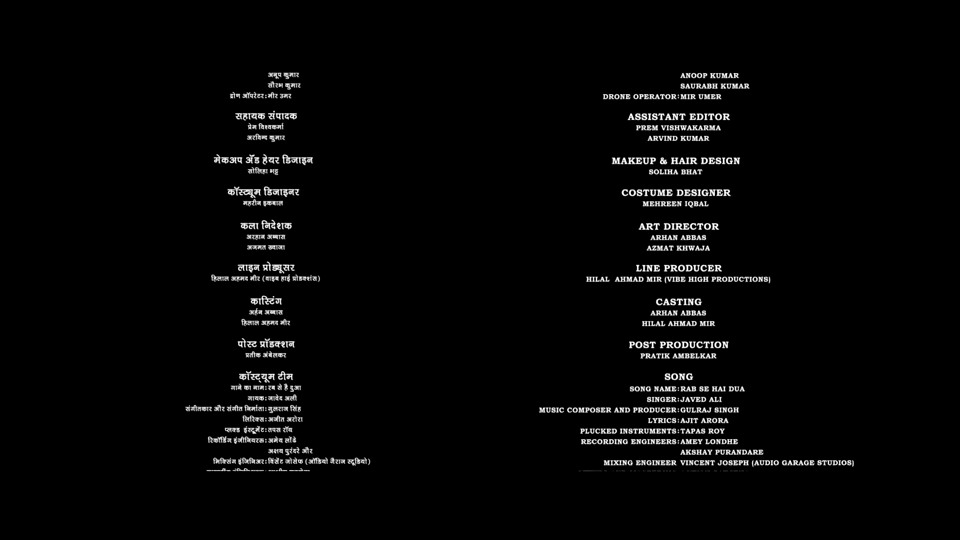 अनूप कुमार
सौरभ कुमार
ड्रोन ऑपरेटर: मीर उमर
सहायक संपादक
प्रेम विश्वकर्मा
अरविन्द कुमार
मेकअप अँड हेयर डिजाइन
सोलिहा भट्ट
कॉस्ट्यूम डिजाइनर
महरीन इकबाल
कला निदेशक
अरहान अब्बास
अजमत ख्वाजा
लाइन प्रोड्यूसर
हिलाल अहमद मीर (वाइब हाई प्रोडक्शंस)
कास्टिंग
अर्हन अब्बास
हिलाल अहमद मीर
पोस्ट प्रॉडक्शन
प्रतीक अंबेलकर
कॉस्ट्यूम टीम
गाने का नाम: रब से है दुआ
गायक: जावेद अली
संगीतकार और संगीत निर्माता: गुलराज सिंह
लिरिक्स: अजीत अरोरा
प्लक्ड इंस्ट्रूमेंट: तपस रॉय
रिकॉर्डिंग इंजीनियरस: अमेय लोंढे
अक्षय पुरंदरे और
मिक्सिंग इंजिनिअर: विंसेंट जोसेफ (ऑडियो गैराज स्टूडियो)
ANOOP KUMAR
SAURABH KUMAR
DRONE OPERATOR: MIR UMER
ASSISTANT EDITOR
PREM VISHWAKARMA
ARVIND KUMAR
MAKEUP & HAIR DESIGN
SOLIHA BHAT
COSTUME DESIGNER
MEHREEN IQBAL
ART DIRECTOR
ARHAN ABBAS
AZMAT KHWAJA
LINE PRODUCER
HILAL AHMAD MIR (VIBE HIGH PRODUCTIONS)
CASTING
ARHAN ABBAS
HILAL AHMAD MIR
POST PRODUCTION
PRATIK AMBELKAR
SONG
SONG NAME: RAB SE HAI DUA
SINGER: JAVED ALI
MUSIC COMPOSER AND PRODUCER: GULRAJ SINGH
LYRICS: AJIT ARORA
PLUCKED INSTRUMENTS: TAPAS ROY
RECORDING ENGINEERS: AMEY LONDHE
AKSHAY PURANDARE
MIXING ENGINEER VINCENT JOSEPH (AUDIO GARAGE STUDIOS)